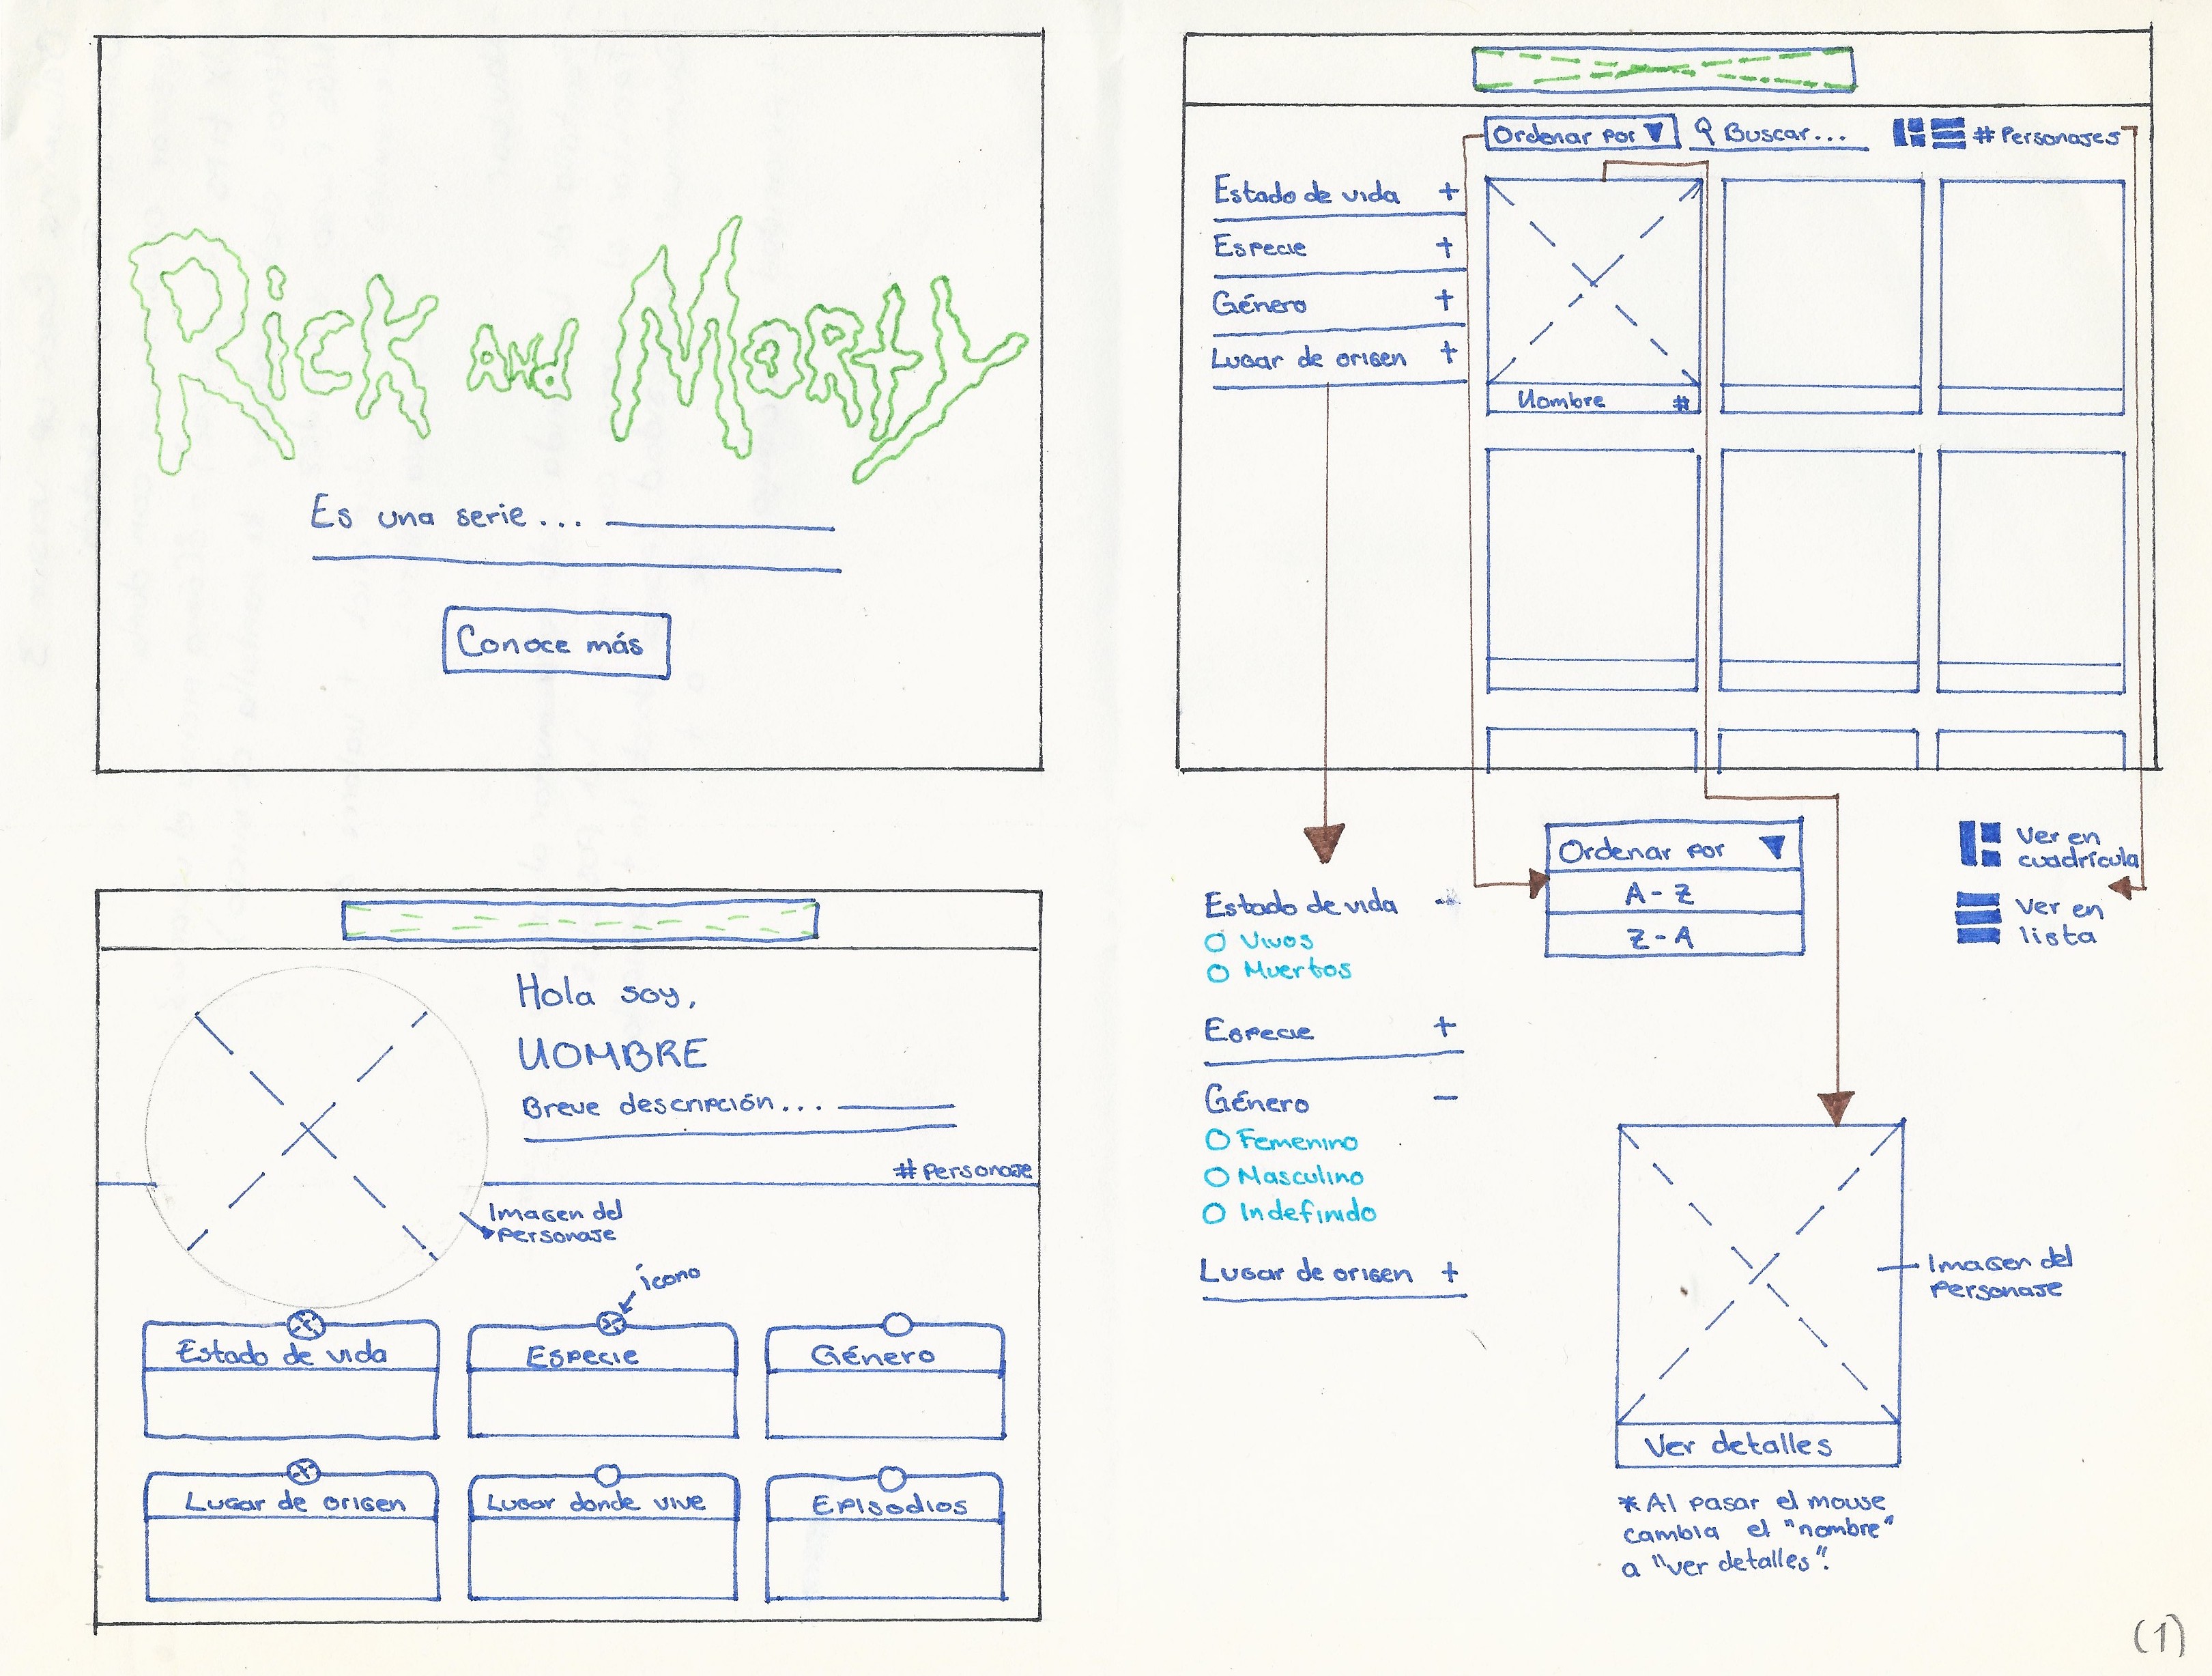 Rick and Morty
Es una serie...
Conoce más
Ordenar por
Buscar...
# Personajes
Estado de vida +
Especie +
Género +
Lugar de origen +
Nombre #
Ordenar por
A - Z
Z - A
Ver en
cuadrícula
Ver en
lista
Estado de vida -
Vivos
Muertos
Especie +
Género -
Femenino
Masculino
Indefinido
Lugar de origen +
Imagen del
Personaje
Ver detalles
*Al pasar el mouse
cambia el "nombre"
a "ver detalles".
Hola soy,
NOMBRE
Breve descripción...
# Personaje
Imagen del
personaje
ícono
Estado de vida
Especie
Género
Lugar de origen
Lugar donde vive
Episodios
(1)